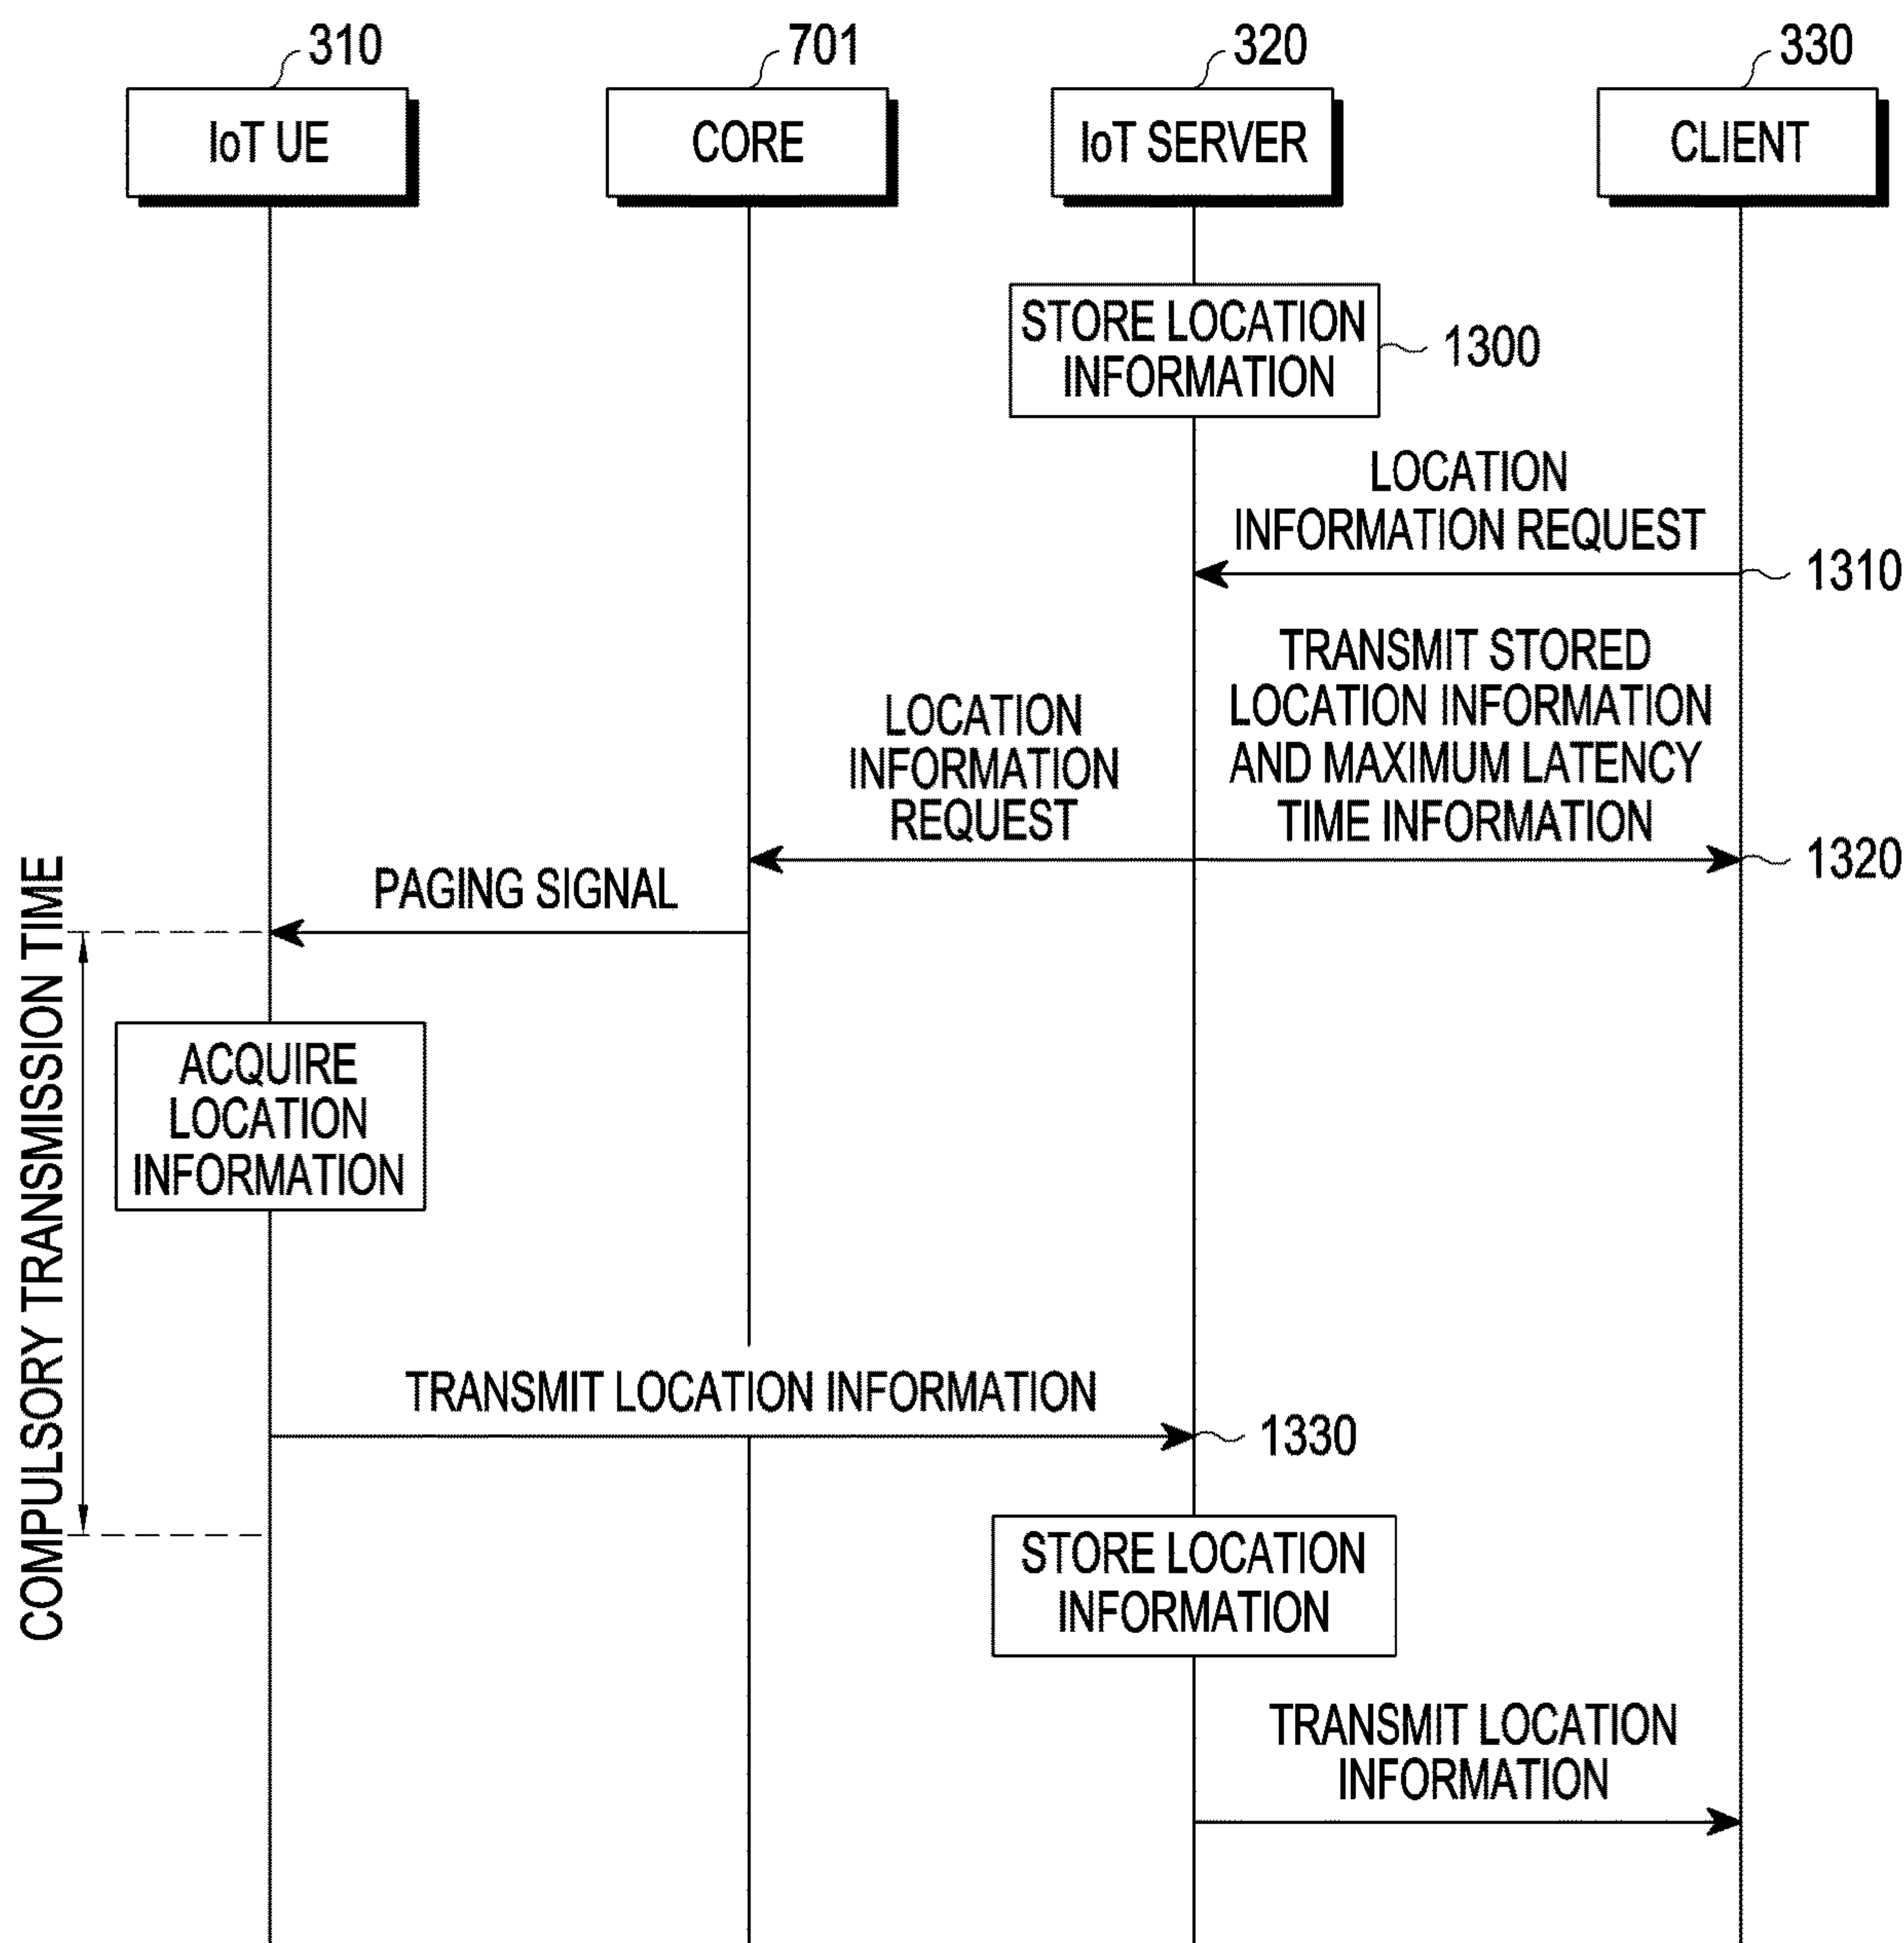 310
701
320
330
IoT UE
CORE
IoT SERVER
CLIENT
STORE LOCATION
INFORMATION
1300
LOCATION
INFORMATION REQUEST
1310
TRANSMIT STORED
LOCATION INFORMATION
AND MAXIMUM LATENCY
TIME INFORMATION
LOCATION
INFORMATION
REQUEST
1320
PAGING SIGNAL
COMPULSORY TRANSMISSION TIME
ACQUIRE
LOCATION
INFORMATION
TRANSMIT LOCATION INFORMATION
1330
STORE LOCATION
INFORMATION
TRANSMIT LOCATION
INFORMATION